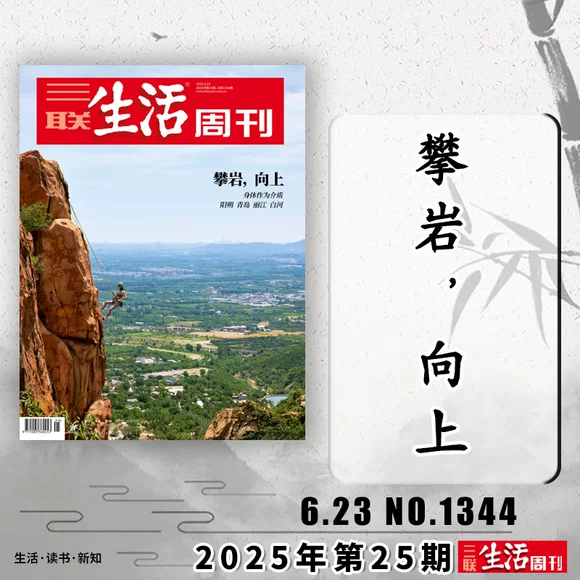 三联生活周刊
攀岩，向上
身体作为介质
阳朔 青岛 丽江 白河
攀岩，向上
6.23 NO.1344
生活·读书·新知
2025年第25期 三联生活周刊